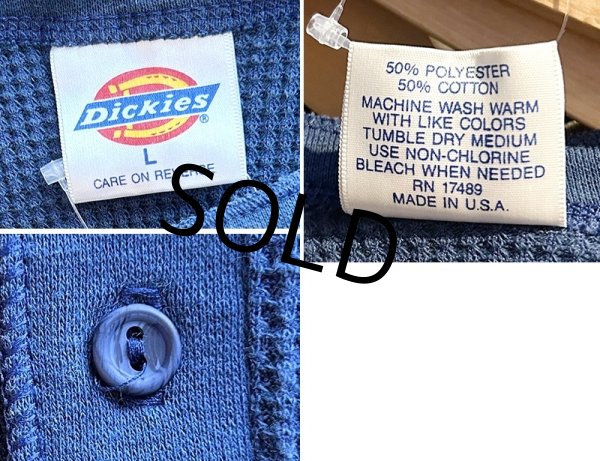 Dickies®
L
CARE ON REVERSE
50% POLYESTER
50% COTTON
MACHINE WASH WARM
WITH LIKE COLORS
TUMBLE DRY MEDIUM
USE NON-CHLORINE
BLEACH WHEN NEEDED
RN 17489
MADE IN U.S.A.
SOLD